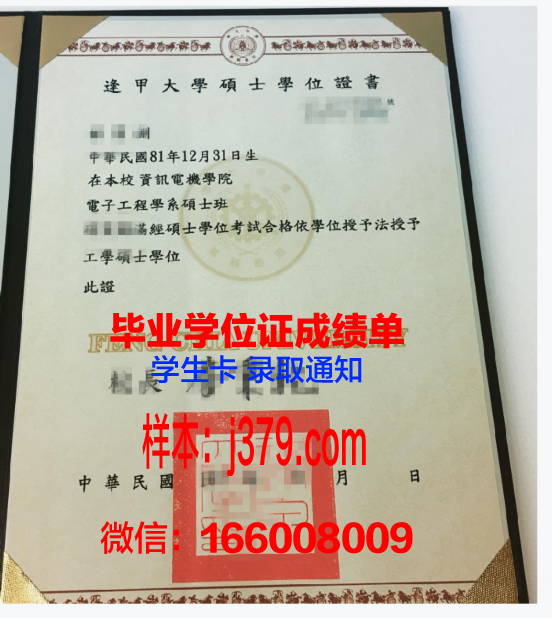 逢甲大學碩士學位證書
號
中華民國81年12月31日生
在本校 資訊電機學院
電子工程學系碩士班
經碩士學位考試合格依學位授予法授予
工學碩士學位
此證
毕业学位证成绩单
FENG
学生卡 录取通知
長
样本:j379.com
中華民國 月 日
微信:166008009